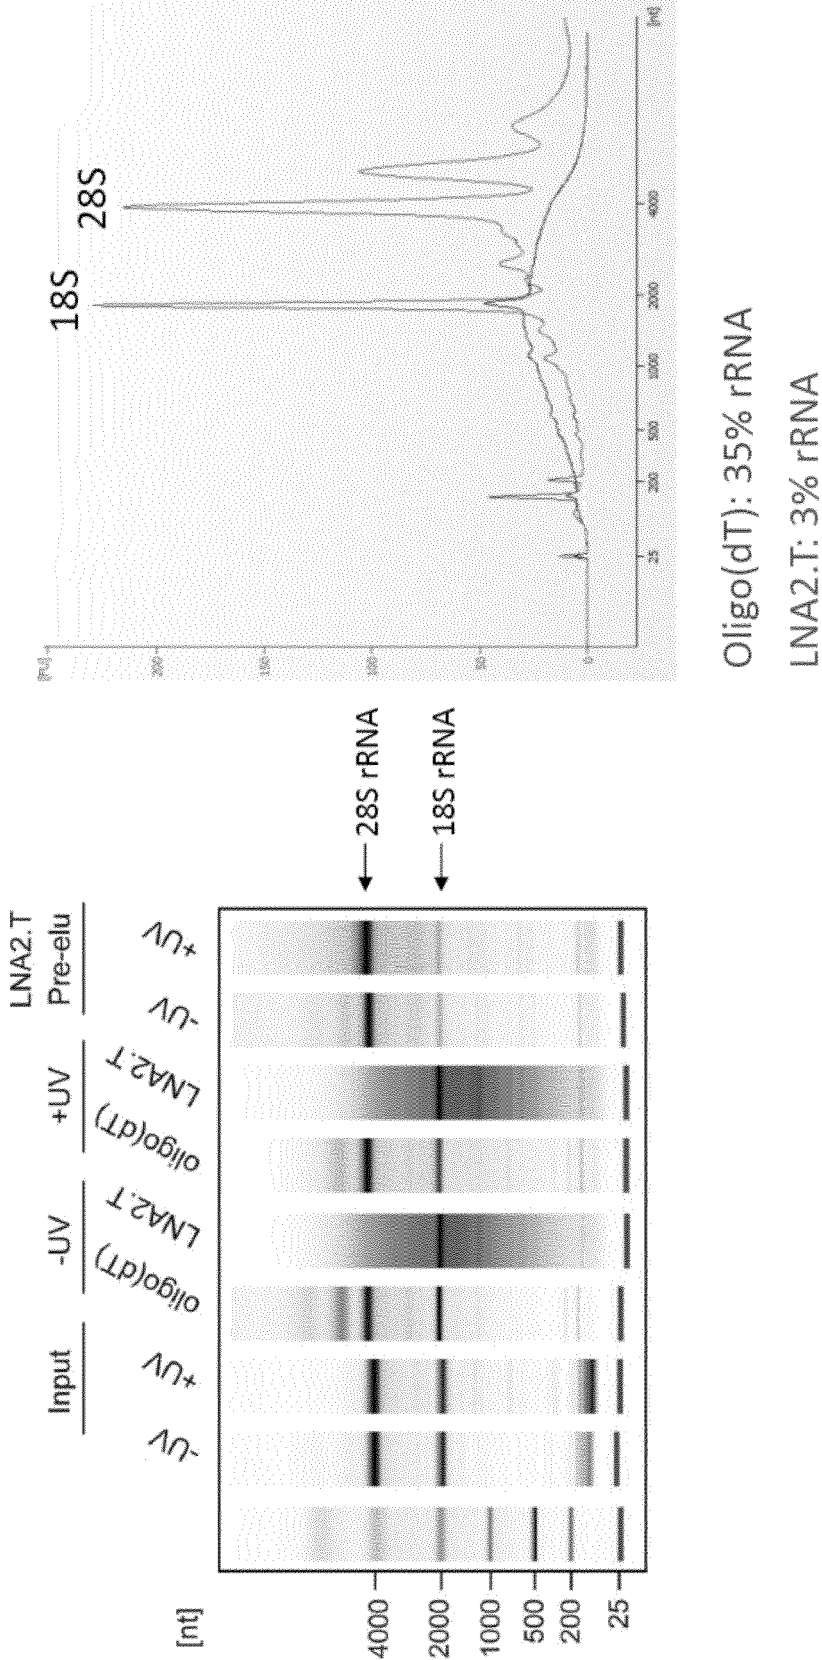 LNA2.T
Input
-UV
+UV
Pre-elu
-UV
+UV
oligo(dT)
LNA2.T
oligo(dT)
LNA2.T
-UV
+UV
[nt]
4000
2000
1000
500
200
25
28S rRNA
18S rRNA
18S
28S
[FU]
200
150
100
50
0
25
200
500
1000
2000
4000
[nt]
Oligo(dT): 35% rRNA
LNA2.T: 3% rRNA